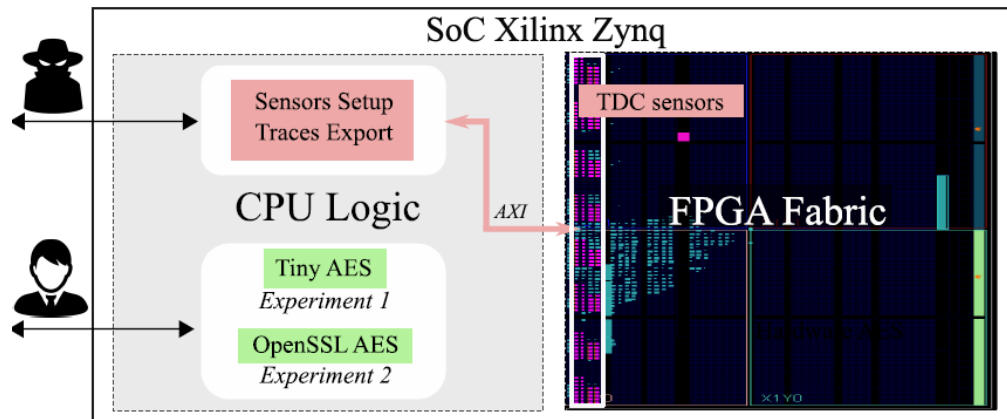 SoC Xilinx Zynq
Sensors Setup
Traces Export
TDC sensors
CPU Logic
AXI
FPGA Fabric
Tiny AES
Experiment 1
OpenSSL AES
Experiment 2
X1Y0